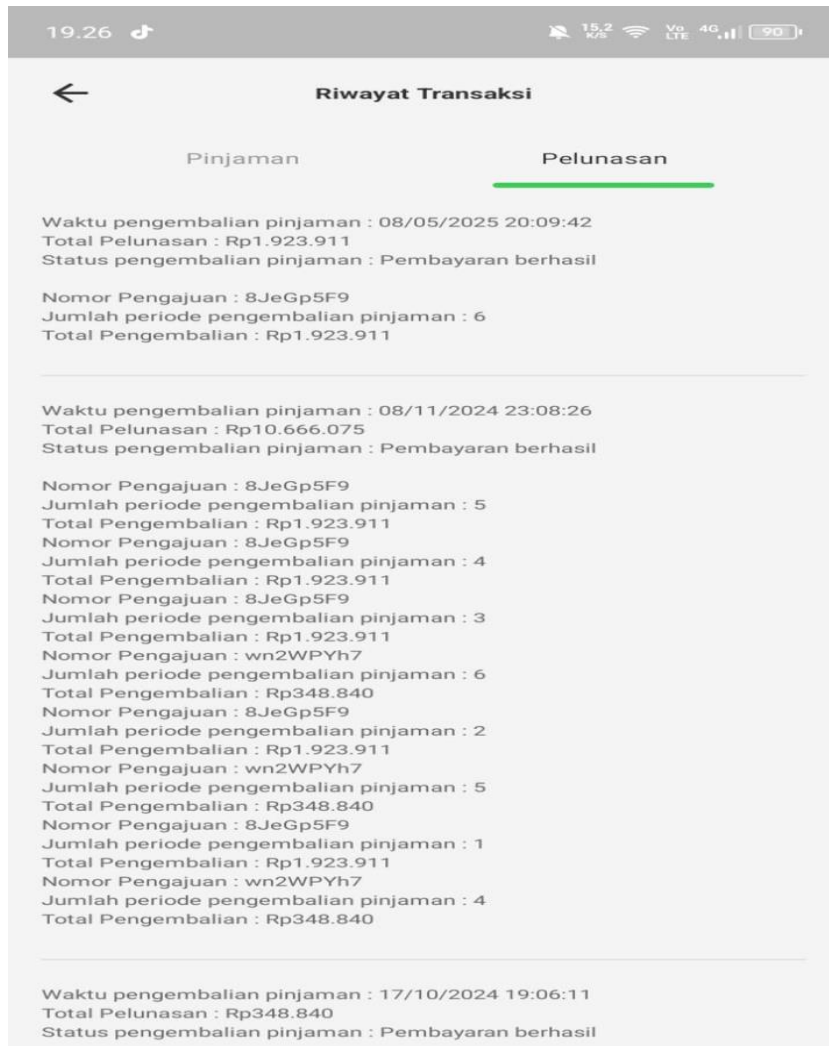 19.26
15,2 K/S Vo LTE 4G 90
Riwayat Transaksi
Pinjaman
Pelunasan
Waktu pengembalian pinjaman : 08/05/2025 20:09:42
Total Pelunasan : Rp1.923.911
Status pengembalian pinjaman : Pembayaran berhasil
Nomor Pengajuan : 8JeGp5F9
Jumlah periode pengembalian pinjaman : 6
Total Pengembalian : Rp1.923.911
Waktu pengembalian pinjaman : 08/11/2024 23:08:26
Total Pelunasan : Rp10.666.075
Status pengembalian pinjaman : Pembayaran berhasil
Nomor Pengajuan : 8JeGp5F9
Jumlah periode pengembalian pinjaman : 5
Total Pengembalian : Rp1.923.911
Nomor Pengajuan : 8JeGp5F9
Jumlah periode pengembalian pinjaman : 4
Total Pengembalian : Rp1.923.911
Nomor Pengajuan : 8JeGp5F9
Jumlah periode pengembalian pinjaman : 3
Total Pengembalian : Rp1.923.911
Nomor Pengajuan : wn2WPYh7
Jumlah periode pengembalian pinjaman : 6
Total Pengembalian : Rp348.840
Nomor Pengajuan : 8JeGp5F9
Jumlah periode pengembalian pinjaman : 2
Total Pengembalian : Rp1.923.911
Nomor Pengajuan : wn2WPYh7
Jumlah periode pengembalian pinjaman : 5
Total Pengembalian : Rp348.840
Nomor Pengajuan : 8JeGp5F9
Jumlah periode pengembalian pinjaman : 1
Total Pengembalian : Rp1.923.911
Nomor Pengajuan : wn2WPYh7
Jumlah periode pengembalian pinjaman : 4
Total Pengembalian : Rp348.840
Waktu pengembalian pinjaman : 17/10/2024 19:06:11
Total Pelunasan : Rp348.840
Status pengembalian pinjaman : Pembayaran berhasil